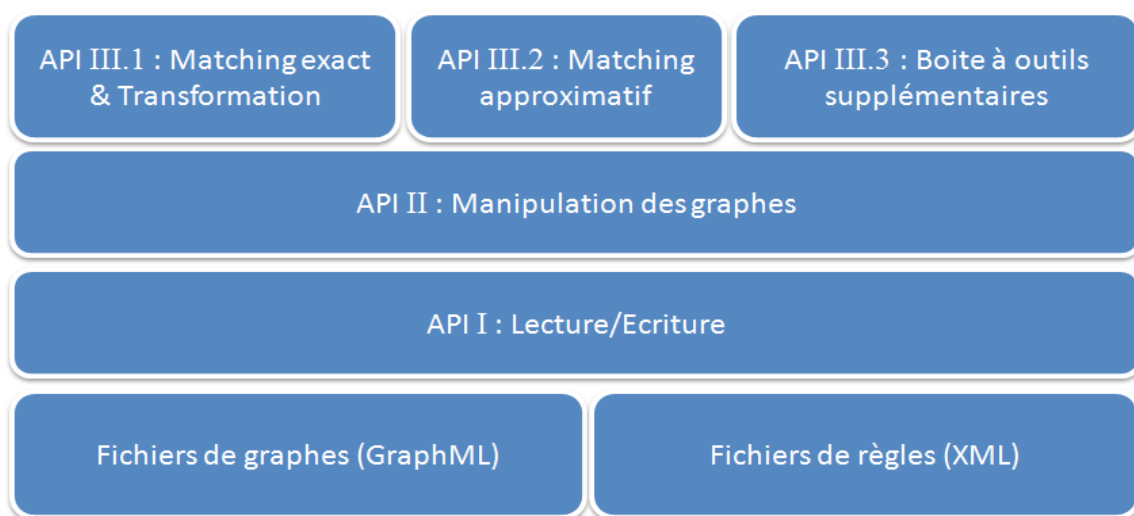 API III.1 : Matching exact
& Transformation
API III.2 : Matching
approximatif
API III.3 : Boite à outils
supplémentaires
API II : Manipulation des graphes
API I : Lecture/Ecriture
Fichiers de graphes (GraphML)
Fichiers de règles (XML)